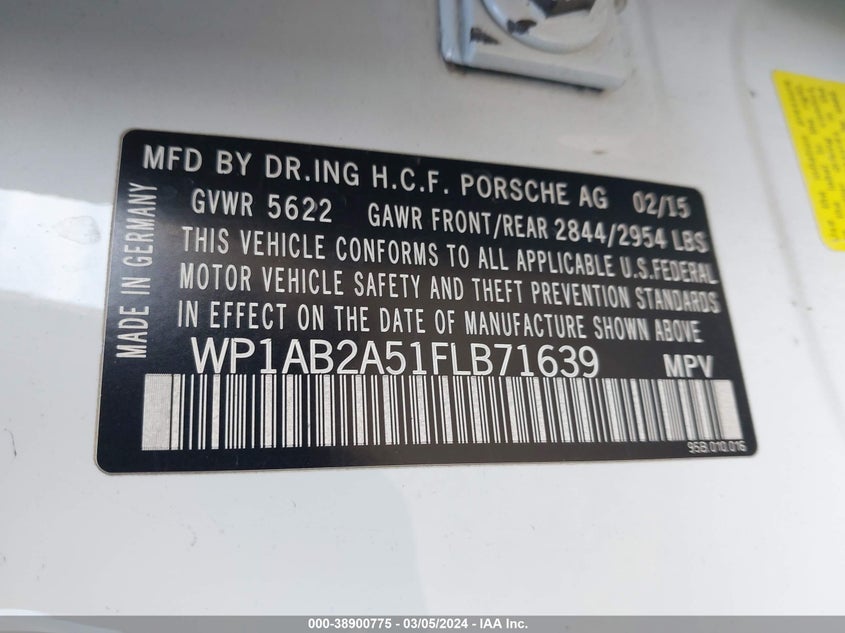 MFD BY DR.ING H.C.F. PORSCHE AG 02/15
GVWR 5622 GAWR FRONT/REAR 2844/2954 LBS
THIS VEHICLE CONFORMS TO ALL APPLICABLE U.S.FEDERAL
MOTOR VEHICLE SAFETY AND THEFT PREVENTION STANDARDS
IN EFFECT ON THE DATE OF MANUFACTURE SHOWN ABOVE
WP1AB2A51FLB71639 MPV
95B.010.016
MADE IN GERMANY
000-38900775 — 03/05/2024 — IAA Inc.